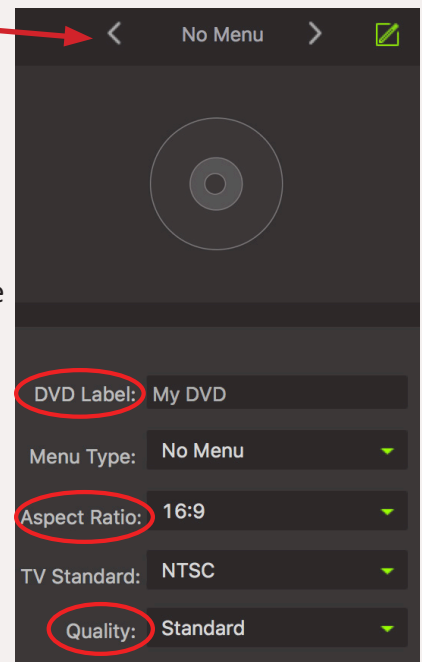 No Menu
e
DVD Label: My DVD
Menu Type: No Menu
Aspect Ratio: 16:9
TV Standard: NTSC
Quality: Standard